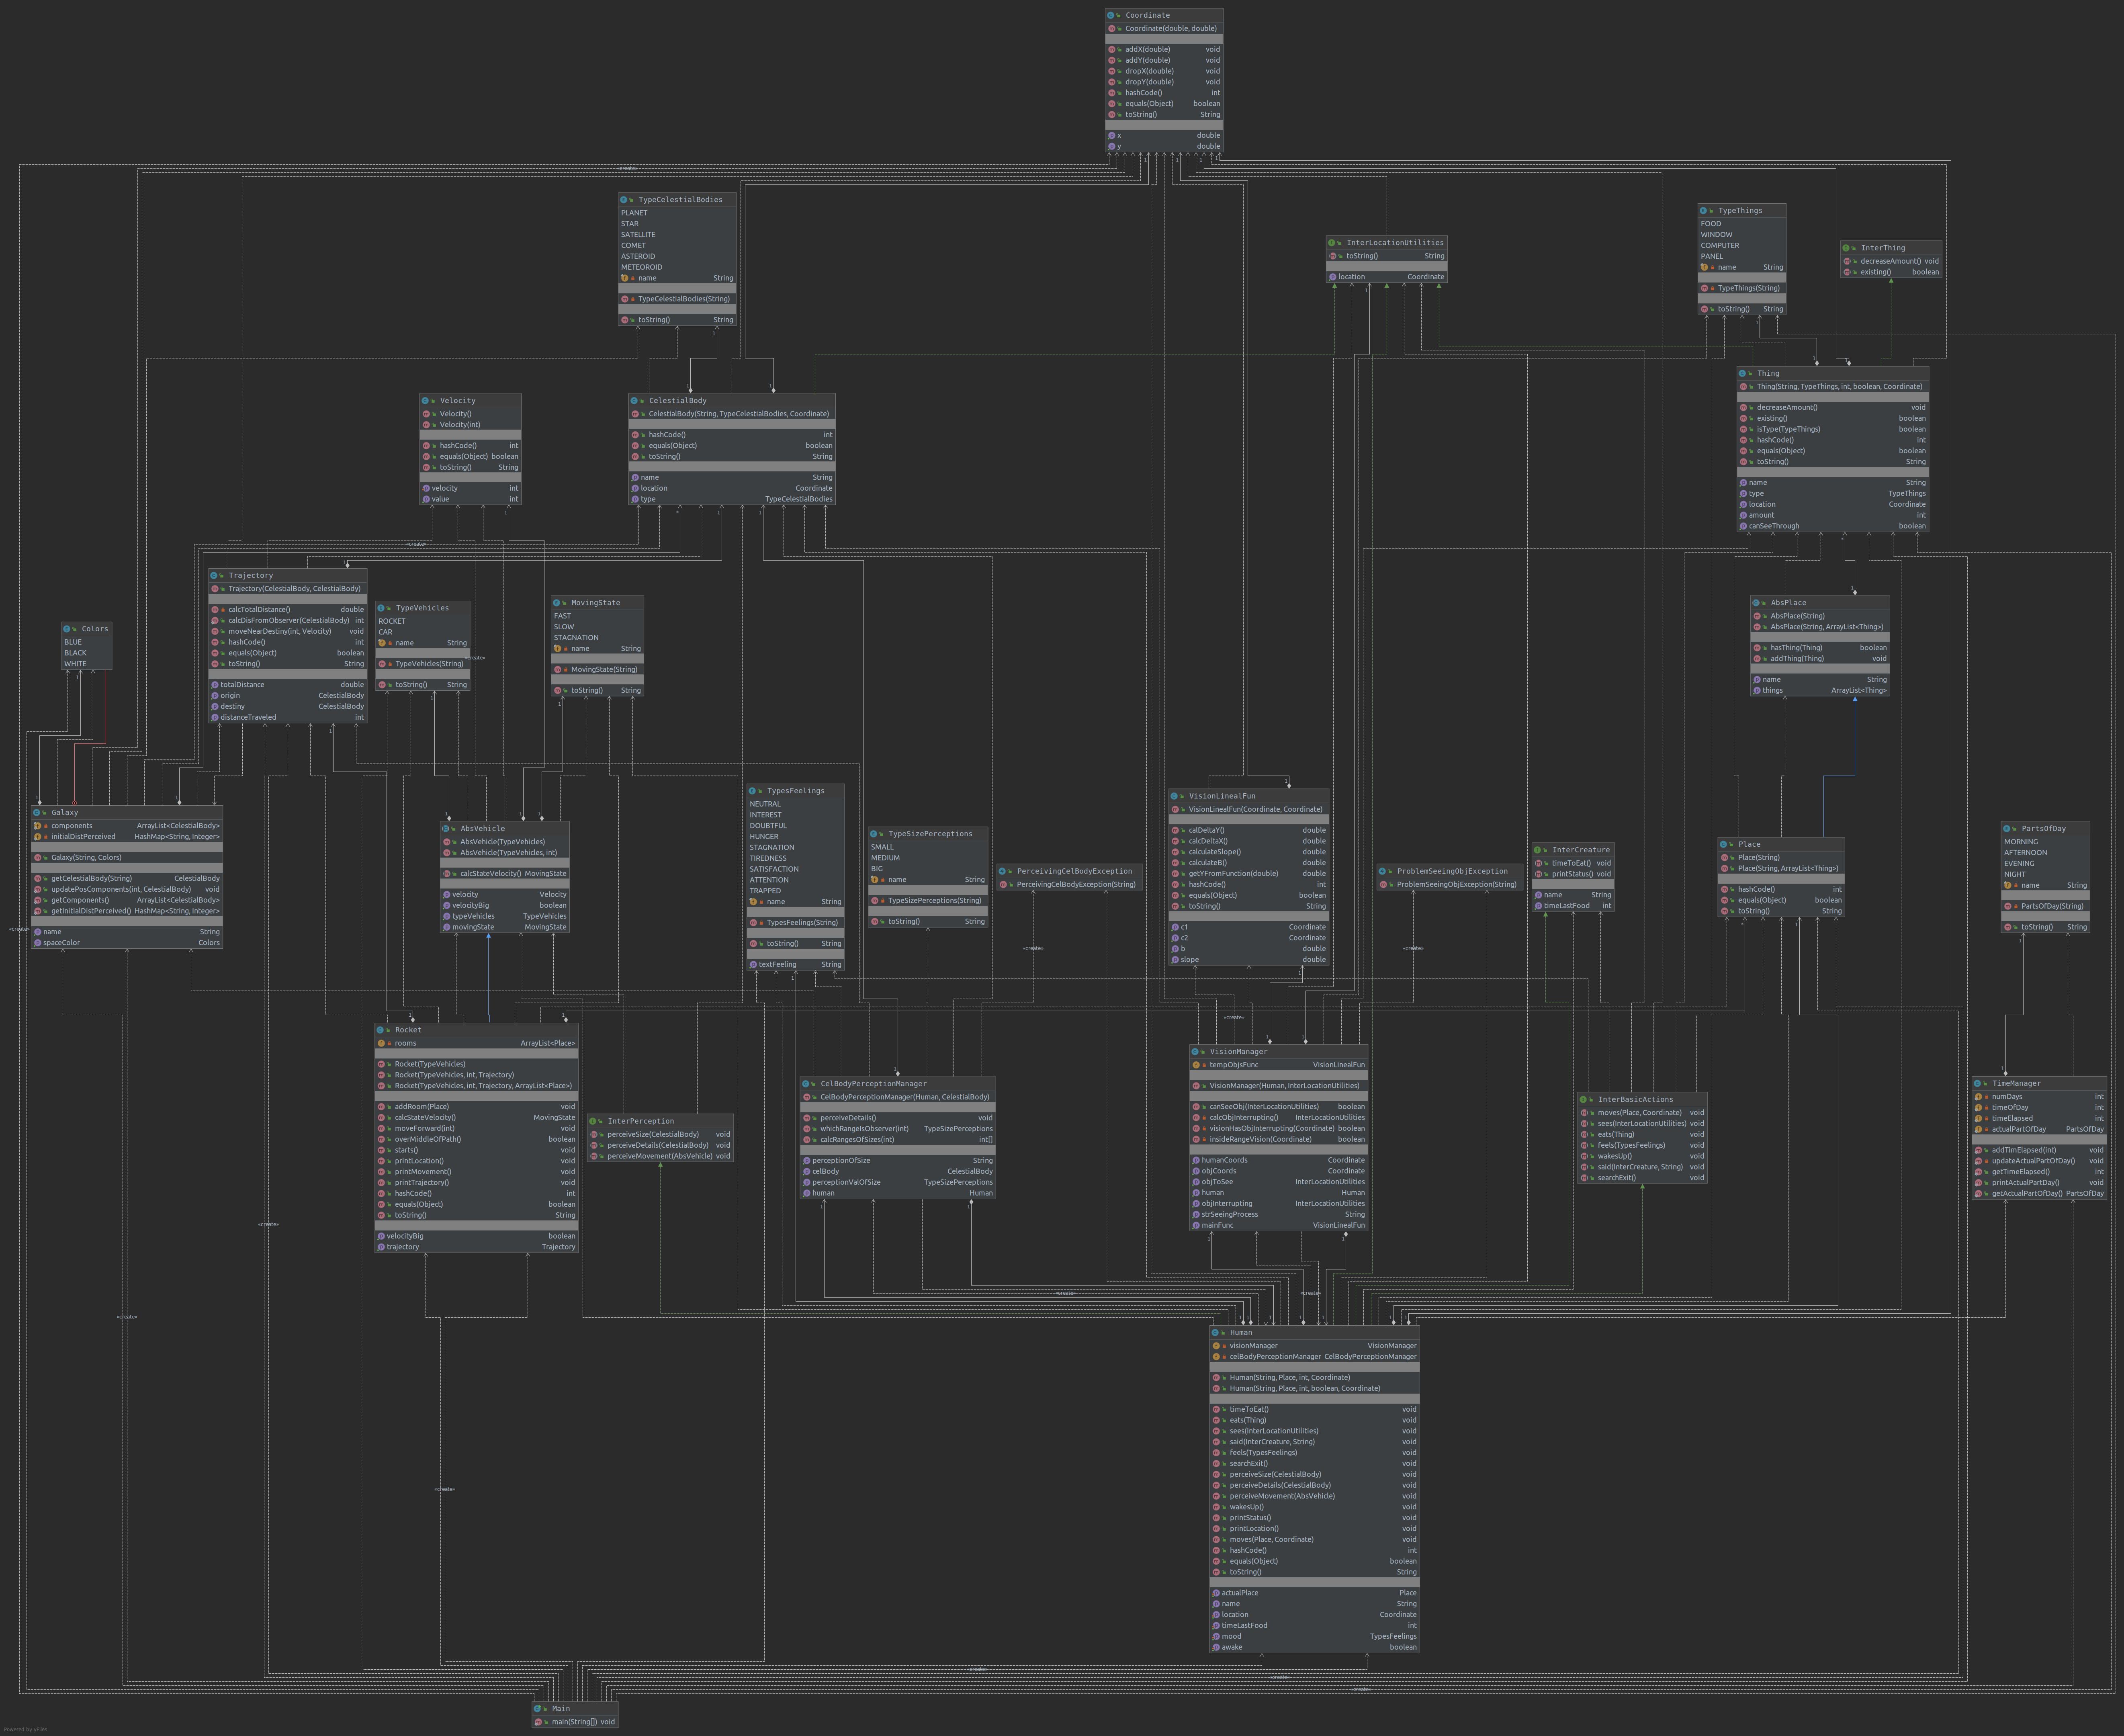 Coordinate
Coordinate(double, double)
addX(double) void
addY(double) void
dropX(double) void
dropY(double) void
hashCode() int
equals(Object) boolean
toString() String
x double
y double
«create»
TypeCelestialBodies
PLANET
STAR
SATELLITE
COMET
ASTEROID
METEOROID
name String
TypeCelestialBodies(String)
toString() String
InterLocationUtilities
toString() String
location Coordinate
TypeThings
FOOD
WINDOW
COMPUTER
PANEL
name String
TypeThings(String)
toString() String
InterThing
decreaseAmount() void
existing() boolean
Velocity
Velocity()
Velocity(int)
hashCode() int
equals(Object) boolean
toString() String
velocity int
value int
CelestialBody
CelestialBody(String, TypeCelestialBodies, Coordinate)
hashCode() int
equals(Object) boolean
toString() String
name String
location Coordinate
type TypeCelestialBodies
Thing
Thing(String, TypeThings, int, boolean, Coordinate)
decreaseAmount() void
existing() boolean
isType(TypeThings) boolean
hashCode() int
equals(Object) boolean
toString() String
name String
type TypeThings
location Coordinate
amount int
canSeeThrough boolean
«create»
Trajectory
Trajectory(CelestialBody, CelestialBody)
calcTotalDistance() double
calcDisFromObserver(CelestialBody) int
moveNearDestiny(int, Velocity) void
hashCode() int
equals(Object) boolean
toString() String
totalDistance double
origin CelestialBody
destiny CelestialBody
distanceTraveled int
TypeVehicles
ROCKET
CAR
name String
TypeVehicles(String)
toString() String
«create»
MovingState
FAST
SLOW
STAGNATION
name String
MovingState(String)
toString() String
AbsPlace
AbsPlace(String)
AbsPlace(String, ArrayList<Thing>)
hasThing(Thing) boolean
addThing(Thing) void
name String
things ArrayList<Thing>
Colors
BLUE
BLACK
WHITE
Galaxy
components ArrayList<CelestialBody>
initialDistPerceived HashMap<String, Integer>
Galaxy(String, Colors)
getCelestialBody(String) CelestialBody
updatePosComponents(int, CelestialBody) void
getComponents() ArrayList<CelestialBody>
getInitialDistPerceived() HashMap<String, Integer>
name String
spaceColor Colors
«create»
AbsVehicle
AbsVehicle(TypeVehicles)
AbsVehicle(TypeVehicles, int)
calcStateVelocity() MovingState
velocity Velocity
velocityBig boolean
typeVehicles TypeVehicles
movingState MovingState
TypesFeelings
NEUTRAL
INTEREST
DOUBTFUL
HUNGER
STAGNATION
TIREDNESS
SATISFACTION
ATTENTION
TRAPPED
name String
TypesFeelings(String)
toString() String
textFeeling String
TypeSizePerceptions
SMALL
MEDIUM
BIG
name String
TypeSizePerceptions(String)
toString() String
PerceivingCelBodyException
PerceivingCelBodyException(String)
«create»
VisionLinealFun
VisionLinealFun(Coordinate, Coordinate)
calDeltaY() double
calcDeltaX() double
calculateSlope() double
calculateB() double
getYFromFunction(double) double
hashCode() int
equals(Object) boolean
toString() String
c1 Coordinate
c2 Coordinate
b double
slope double
ProblemSeeingObjException
ProblemSeeingObjException(String)
«create»
InterCreature
timeToEat() void
printStatus() void
name String
timeLastFood int
Place
Place(String)
Place(String, ArrayList<Thing>)
hashCode() int
equals(Object) boolean
toString() String
PartsOfDay
MORNING
AFTERNOON
EVENING
NIGHT
name String
PartsOfDay(String)
toString() String
«create»
Rocket
rooms ArrayList<Place>
Rocket(TypeVehicles)
Rocket(TypeVehicles, int, Trajectory)
Rocket(TypeVehicles, int, Trajectory, ArrayList<Place>)
addRoom(Place) void
calcStateVelocity() MovingState
moveForward(int) void
overMiddleOfPath() boolean
starts() void
printLocation() void
printMovement() void
printTrajectory() void
hashCode() int
equals(Object) boolean
toString() String
velocityBig boolean
trajectory Trajectory
InterPerception
perceiveSize(CelestialBody) void
perceiveDetails(CelestialBody) void
perceiveMovement(AbsVehicle) void
CelBodyPerceptionManager
CelBodyPerceptionManager(Human, CelestialBody)
perceiveDetails() void
whichRangeIsObserver(int) TypeSizePerceptions
calcRangesOfSizes(int) int[]
perceptionOfSize String
celBody CelestialBody
perceptionValOfSize TypeSizePerceptions
human Human
VisionManager
tempObjsFunc VisionLinealFun
VisionManager(Human, InterLocationUtilities)
canSeeObj(InterLocationUtilities) boolean
calcObjInterrupting() InterLocationUtilities
visionHasObjInterrupting(Coordinate) boolean
insideRangeVision(Coordinate) boolean
humanCoords Coordinate
objCoords Coordinate
objToSee InterLocationUtilities
human Human
objInterrupting InterLocationUtilities
strSeeingProcess String
mainFunc VisionLinealFun
InterBasicActions
moves(Place, Coordinate) void
sees(InterLocationUtilities) void
eats(Thing) void
feels(TypesFeelings) void
wakesUp() void
said(InterCreature, String) void
searchExit() void
TimeManager
numDays int
timeOfDay int
timeElapsed int
actualPartOfDay PartsOfDay
addTimElapsed(int) void
updateActualPartOfDay() void
getTimeElapsed() int
printActualPartDay() void
getActualPartOfDay() PartsOfDay
«create»
«create»
«create»
«create»
«create»
Human
visionManager VisionManager
celBodyPerceptionManager CelBodyPerceptionManager
Human(String, Place, int, Coordinate)
Human(String, Place, int, boolean, Coordinate)
timeToEat() void
eats(Thing) void
sees(InterLocationUtilities) void
said(InterCreature, String) void
feels(TypesFeelings) void
searchExit() void
perceiveSize(CelestialBody) void
perceiveDetails(CelestialBody) void
perceiveMovement(AbsVehicle) void
wakesUp() void
printStatus() void
printLocation() void
moves(Place, Coordinate) void
hashCode() int
equals(Object) boolean
toString() String
actualPlace Place
name String
location Coordinate
timeLastFood int
mood TypesFeelings
awake boolean
«create»
«create»
«create»
Main
main(String[]) void
Powered by yFiles